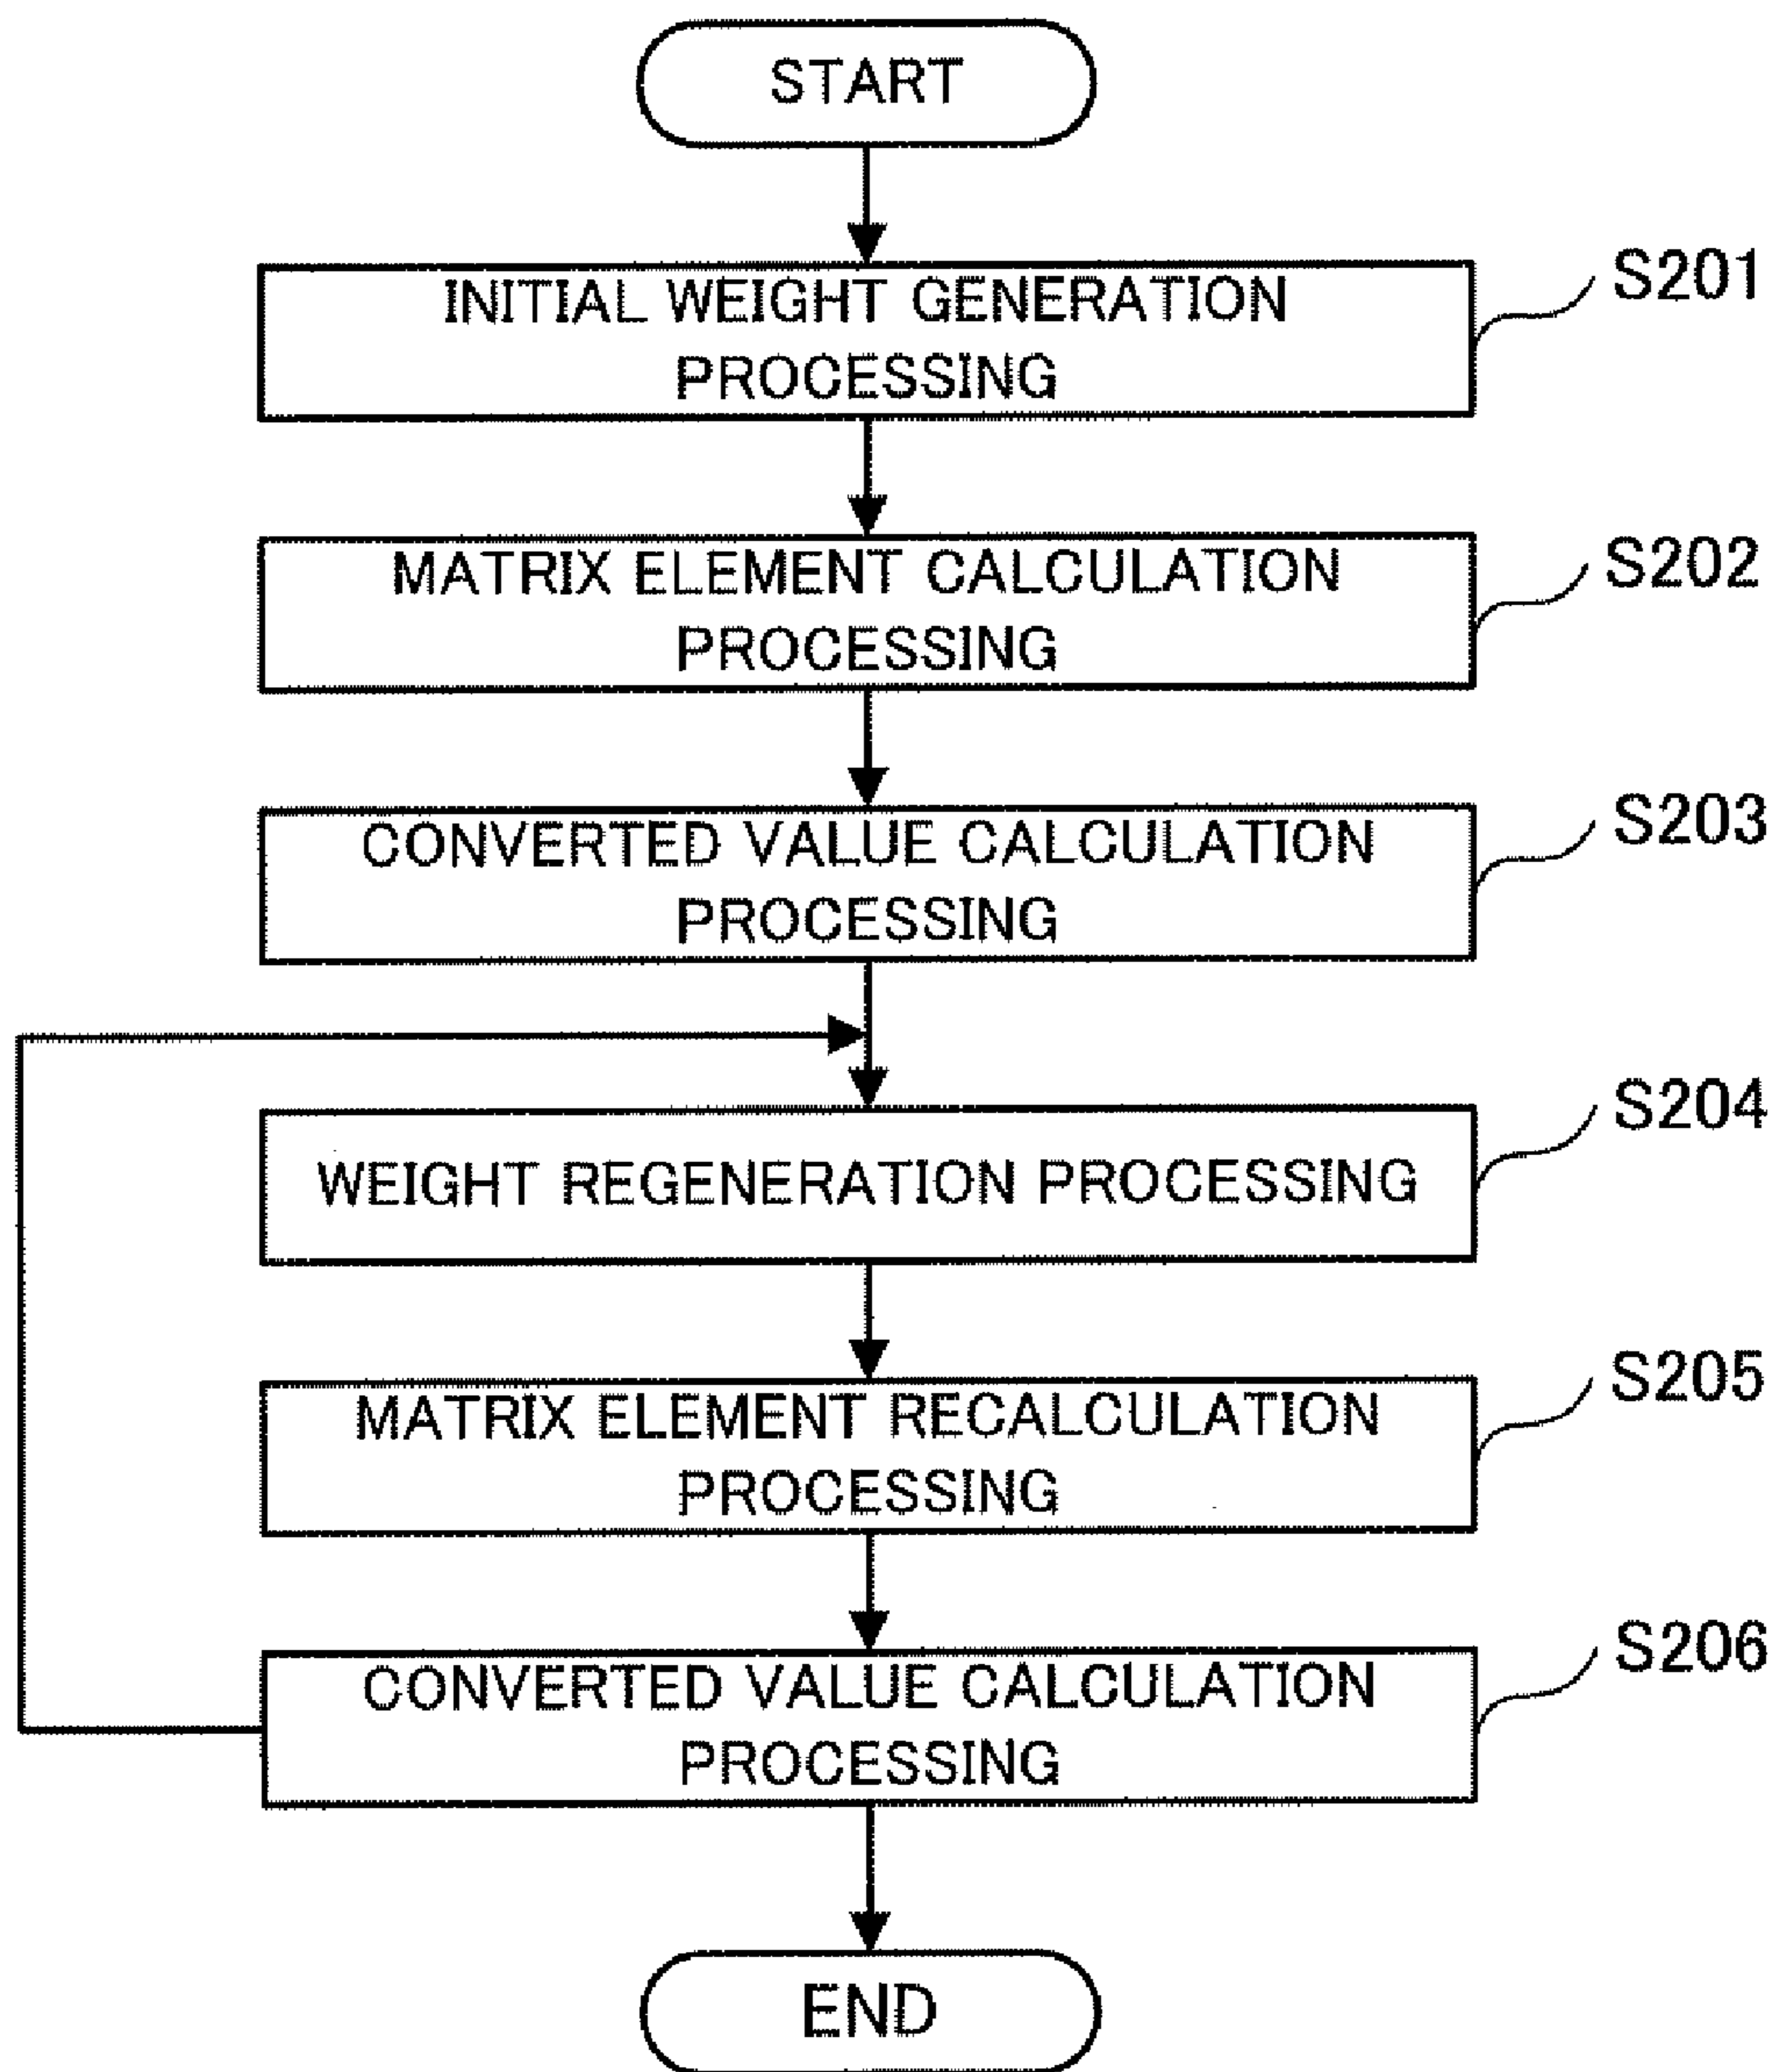 START
INITIAL WEIGHT GENERATION
PROCESSING
S201
MATRIX ELEMENT CALCULATION
PROCESSING
S202
CONVERTED VALUE CALCULATION
PROCESSING
S203
WEIGHT REGENERATION PROCESSING
S204
MATRIX ELEMENT RECALCULATION
PROCESSING
S205
CONVERTED VALUE CALCULATION
PROCESSING
S206
END